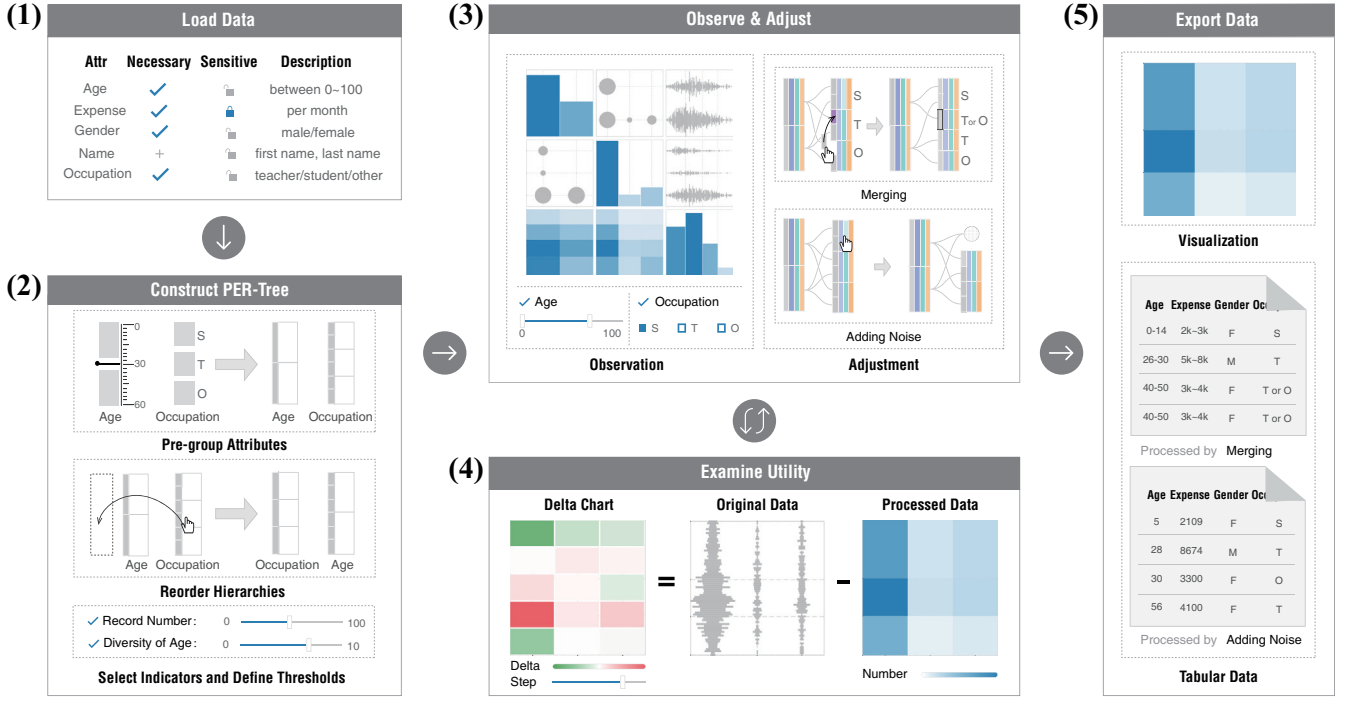 (1)
Load Data
Attr Necessary Sensitive Description
Age between 0~100
Expense per month
Gender male/female
Name + first name, last name
Occupation teacher/student/other
(2)
Construct PER-Tree
0
30
60
S
T
O
Age Occupation Age Occupation
Pre-group Attributes
Age Occupation Occupation Age
Reorder Hierarchies
Record Number: 0 100
Diversity of Age: 0 10
Select Indicators and Define Thresholds
(3)
Observe & Adjust
Age
0 100
Occupation
S T O
Observation
S
T
O
S
T or O
T
O
Merging
Adding Noise
Adjustment
(4)
Examine Utility
Delta Chart Original Data Processed Data
= -
Delta
Step
Number
(5)
Export Data
Visualization
Age Expense Gender Occ
0-14 2k~3k F S
26-30 5k~8k M T
40-50 3k~4k F T or O
40-50 3k~4k F T or O
Processed by Merging
Age Expense Gender Occ
5 2109 F S
28 8674 M T
30 3300 F O
56 4100 F T
Processed by Adding Noise
Tabular Data